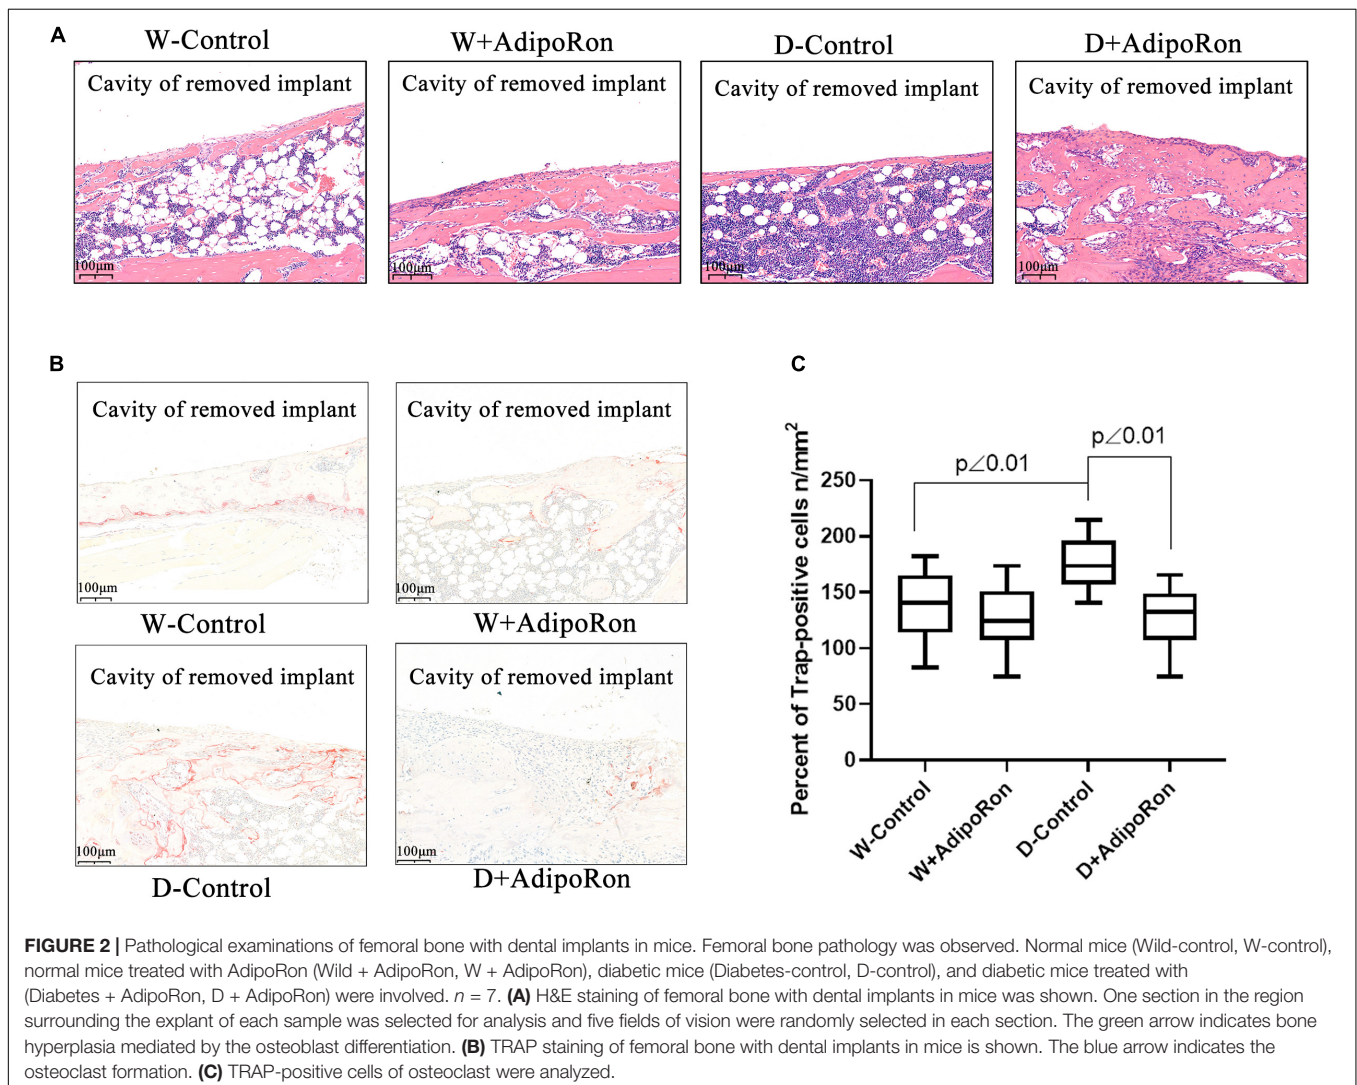 A
W-Control
W+AdipoRon
D-Control
D+AdipoRon
Cavity of removed implant
Cavity of removed implant
Cavity of removed implant
Cavity of removed implant
100μm
100μm
100μm
100μm
B
Cavity of removed implant
Cavity of removed implant
100μm
100μm
W-Control
W+AdipoRon
Cavity of removed implant
Cavity of removed implant
100μm
100μm
D-Control
D+AdipoRon
C
Percent of Trap-positive cells n/mm²
p∠0.01
p∠0.01
250
200
150
100
50
0
W-Control
W+AdipoRon
D-Control
D+AdipoRon
FIGURE 2 | Pathological examinations of femoral bone with dental implants in mice. Femoral bone pathology was observed. Normal mice (Wild-control, W-control),
normal mice treated with AdipoRon (Wild + AdipoRon, W + AdipoRon), diabetic mice (Diabetes-control, D-control), and diabetic mice treated with
(Diabetes + AdipoRon, D + AdipoRon) were involved. n = 7. (A) H&E staining of femoral bone with dental implants in mice was shown. One section in the region
surrounding the explant of each sample was selected for analysis and five fields of vision were randomly selected in each section. The green arrow indicates bone
hyperplasia mediated by the osteoblast differentiation. (B) TRAP staining of femoral bone with dental implants in mice is shown. The blue arrow indicates the
osteoclast formation. (C) TRAP-positive cells of osteoclast were analyzed.